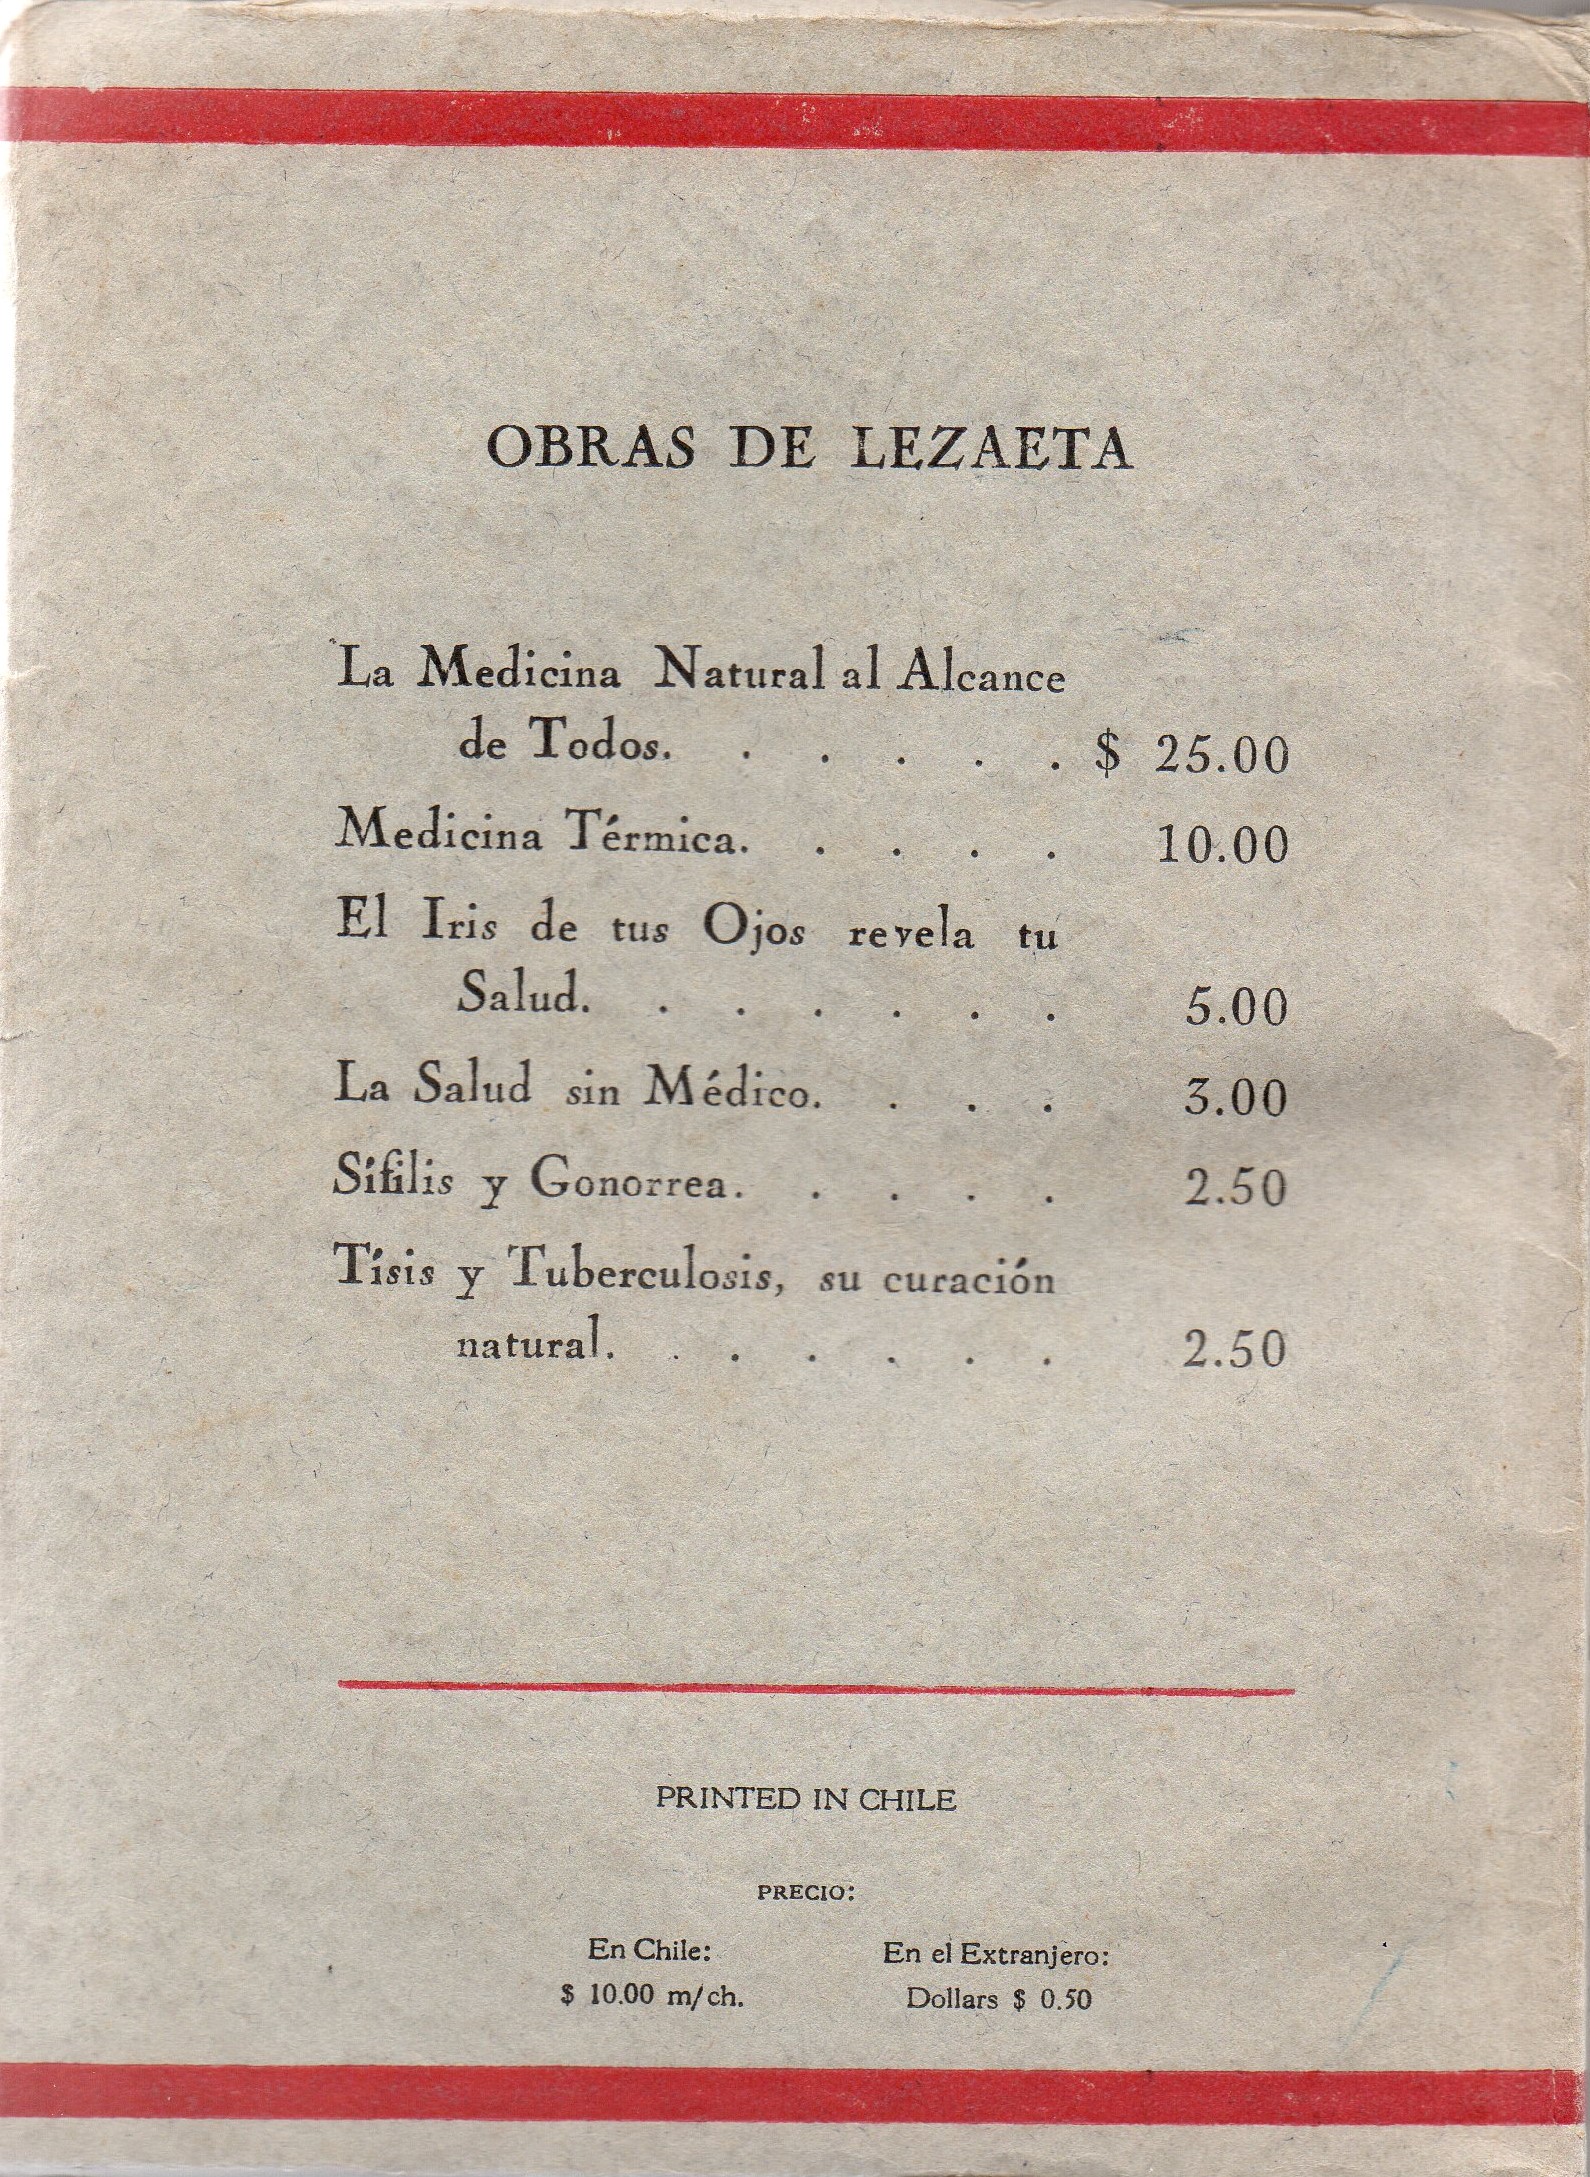 OBRAS DE LEZAETA
La Medicina Natural al Alcance
de Todos. . . . . . $ 25.00
Medicina Térmica. . . . . 10.00
El Iris de tus Ojos revela tu
Salud. . . . . . . 5.00
La Salud sin Médico. . . . 3.00
Sífilis y Gonorrea. . . . . 2.50
Tísis y Tuberculosis, su curación
natural. . . . . . . 2.50
PRINTED IN CHILE
PRECIO:
En Chile: En el Extranjero:
$ 10.00 m/ch. Dollars $ 0.50